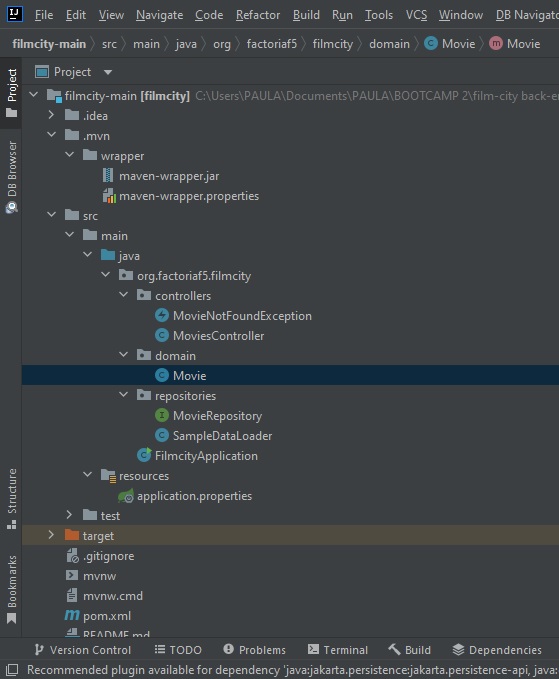 IJ File Edit View Navigate Code Refactor Build Run Tools VCS Window DB Navigato
filmcity-main src main java org factoriaf5 filmcity domain C Movie m Movie
Project
Project
filmcity-main [filmcity] C:\Users\PAULA\Documents\PAULA\BOOTCAMP 2\film-city back-e
.idea
.mvn
DB Browser
wrapper
maven-wrapper.jar
maven-wrapper.properties
src
main
java
org.factoriaf5.filmcity
controllers
MovieNotFoundException
C MoviesController
domain
C Movie
repositories
I MovieRepository
C SampleDataLoader
C FilmcityApplication
resources
Structure
application.properties
test
target
Bookmarks
.gitignore
mvnw
mvnw.cmd
m pom.xml
README.md
Version Control TODO Problems Terminal Build Dependencies
Recommended plugin available for dependency 'java:jakarta.persistence:jakarta.persistence-api, java: